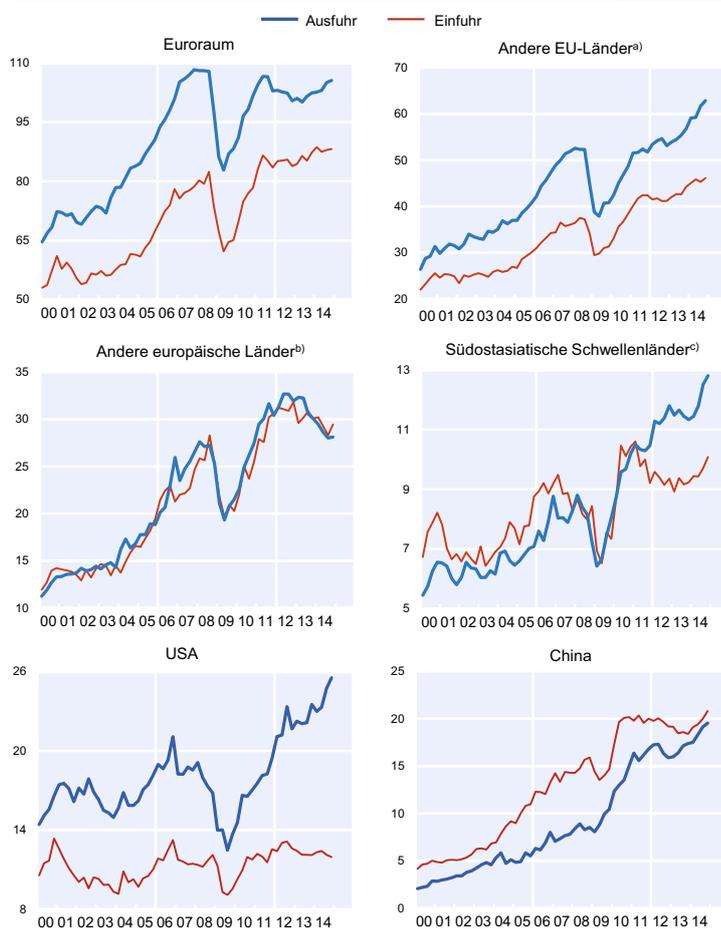 Ausfuhr Einfuhr
Euroraum
Andere EU-Länderᵃ⁾
110
95
80
65
50
00 01 02 03 04 05 06 07 08 09 10 11 12 13 14
70
60
50
40
30
20
00 01 02 03 04 05 06 07 08 09 10 11 12 13 14
Andere europäische Länderᵇ⁾
Südostasiatische Schwellenländerᶜ⁾
35
30
25
20
15
10
00 01 02 03 04 05 06 07 08 09 10 11 12 13 14
13
11
9
7
5
00 01 02 03 04 05 06 07 08 09 10 11 12 13 14
USA
China
26
20
14
8
00 01 02 03 04 05 06 07 08 09 10 11 12 13 14
25
20
15
10
5
0
00 01 02 03 04 05 06 07 08 09 10 11 12 13 14